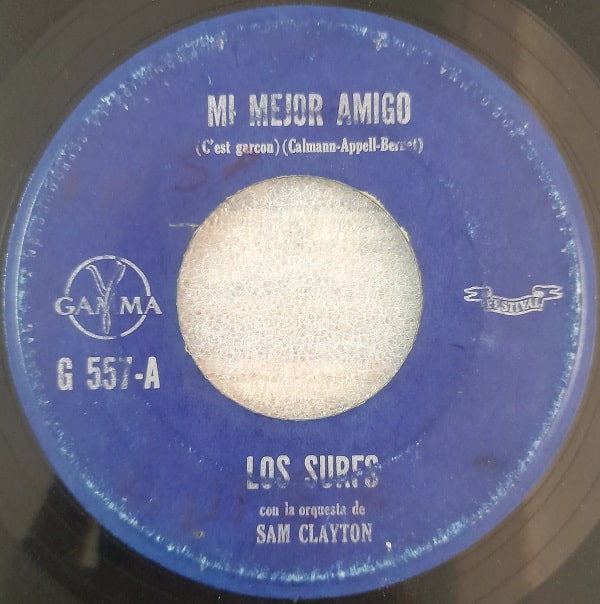 MI MEJOR AMIGO
(C'est garcon) (Calmann-Appell-Bernet)
GAMMA
FESTIVAL
G 557-A
LOS SURFS
con la orquesta de
SAM CLAYTON